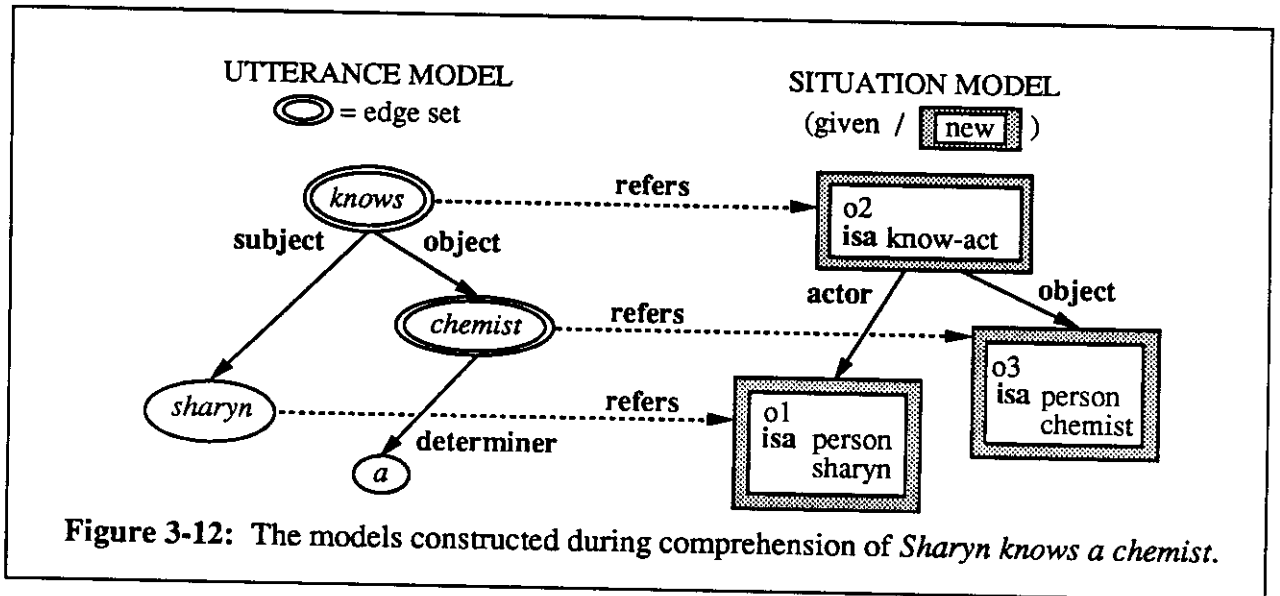 UTTERANCE MODEL
= edge set
SITUATION MODEL
(given / new )
knows
refers
o2
isa know-act
subject
object
actor
object
chemist
refers
o3
isa person
chemist
sharyn
refers
o1
isa person
sharyn
determiner
a
Figure 3-12: The models constructed during comprehension of Sharyn knows a chemist.